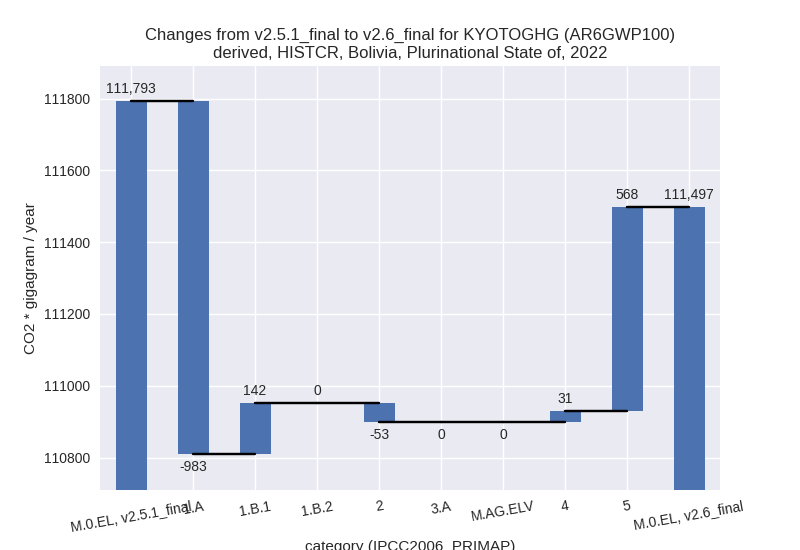 Changes from v2.5.1_final to v2.6_final for KYOTOGHG (AR6GWP100)
derived, HISTCR, Bolivia, Plurinational State of, 2022
CO2 * gigagram / year
111800
111600
111400
111200
111000
110800
111,793
-983
142
0
-53
0
0
31
568
111,497
M.0.EL, v2.5.1_final
1.A
1.B.1
1.B.2
2
3.A
M.AG.ELV
4
5
M.0.EL, v2.6_final
category (IPCC2006_PRIMAP)